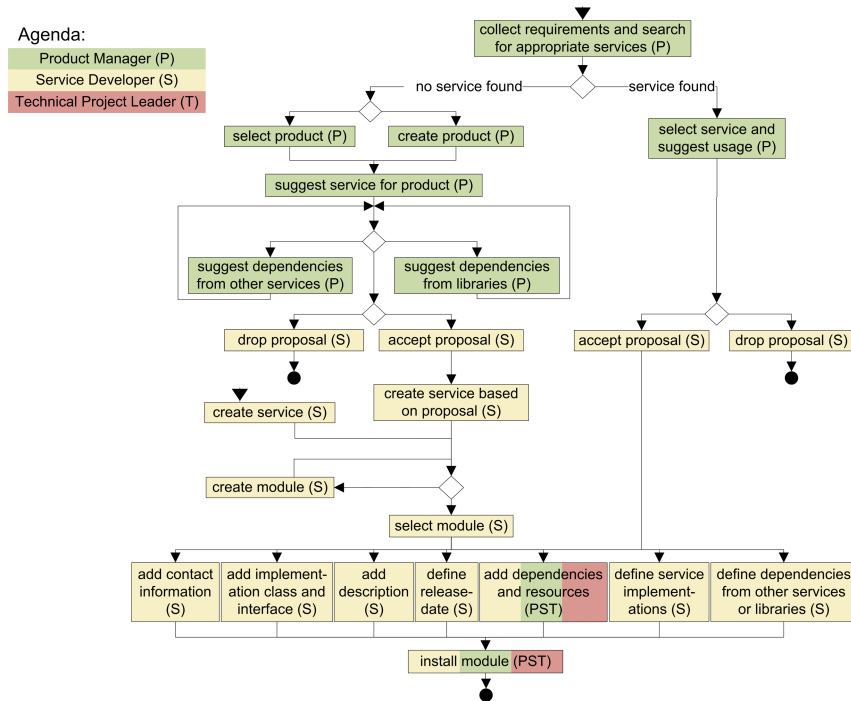 Agenda:
Product Manager (P)
Service Developer (S)
Technical Project Leader (T)
collect requirements and search
for appropriate services (P)
no service found
service found
select product (P)
create product (P)
select service and
suggest usage (P)
suggest service for product (P)
suggest dependencies
from other services (P)
suggest dependencies
from libraries (P)
drop proposal (S)
accept proposal (S)
accept proposal (S)
drop proposal (S)
create service (S)
create service based
on proposal (S)
create module (S)
select module (S)
add contact
information
(S)
add implement-
ation class and
interface (S)
add
description
(S)
define
release-
date (S)
add dependencies
and resources
(PST)
define service
implement-
ations (S)
define dependencies
from other services
or libraries (S)
install module (PST)